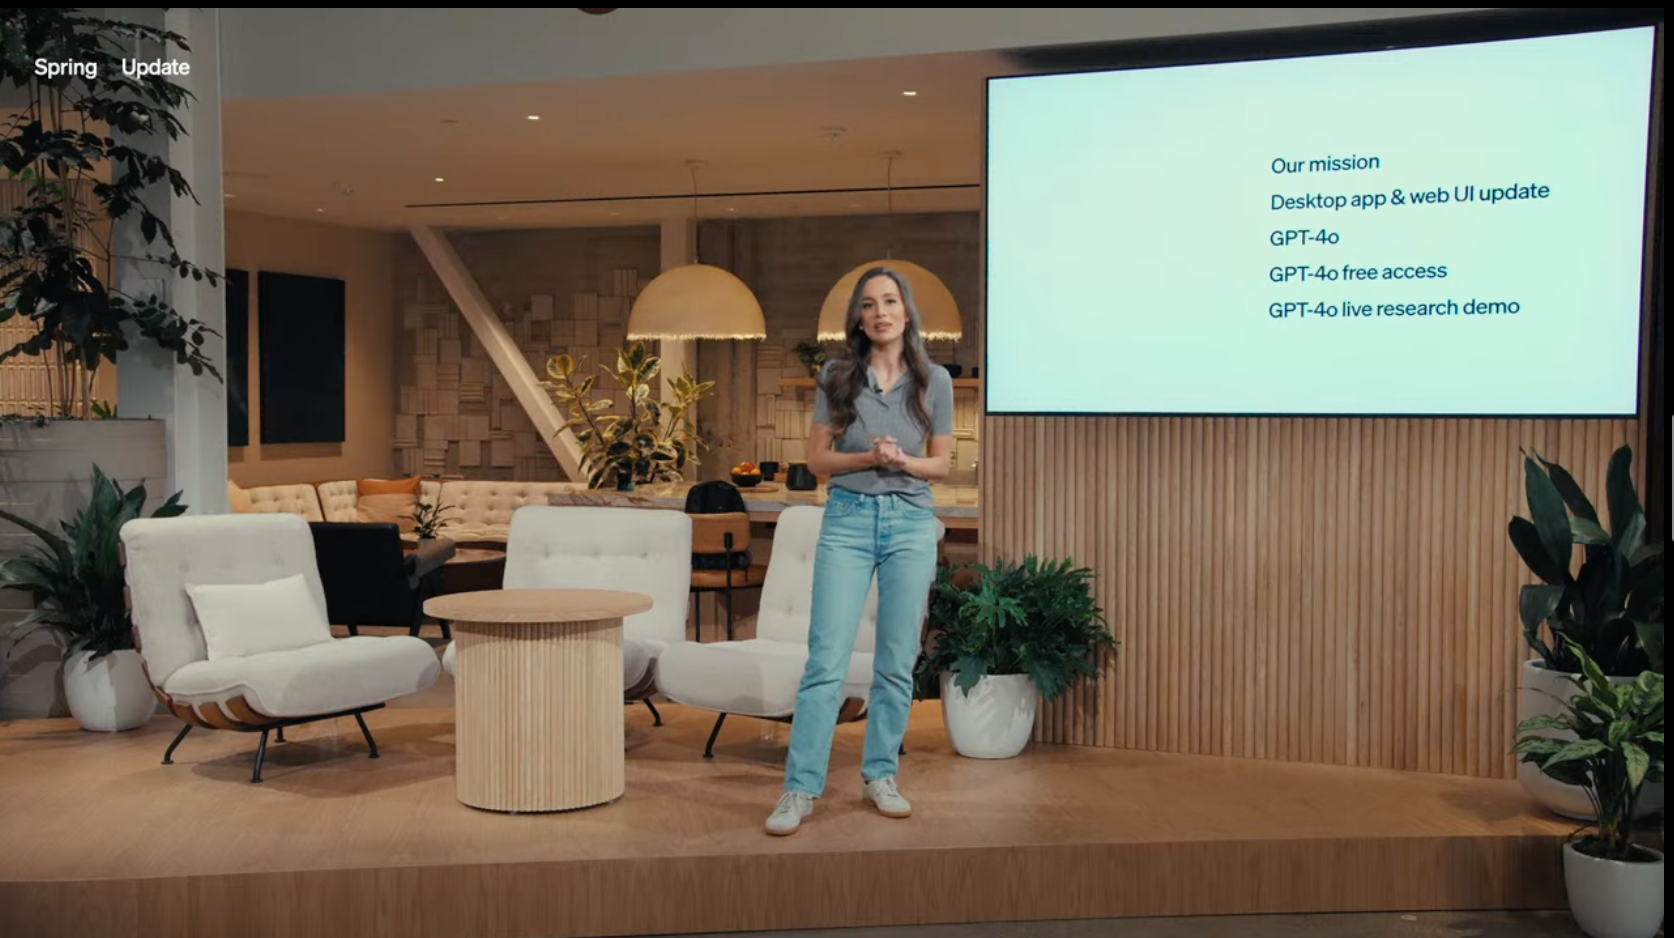 Spring Update
Our mission
Desktop app & web UI update
GPT-4o
GPT-4o free access
GPT-4o live research demo